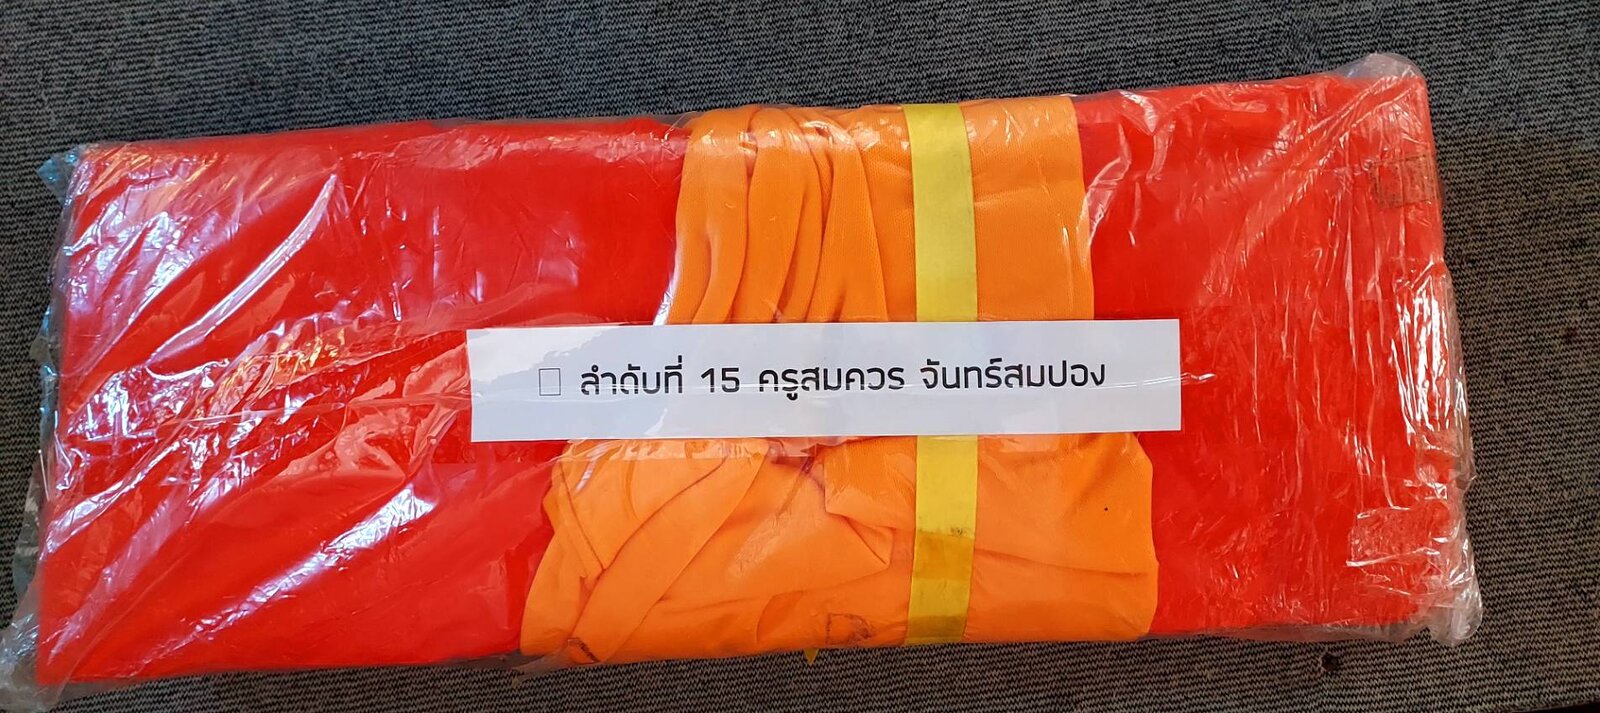 ☐ ลำดับที่ 15 ครูสมควร จันทร์สมปอง